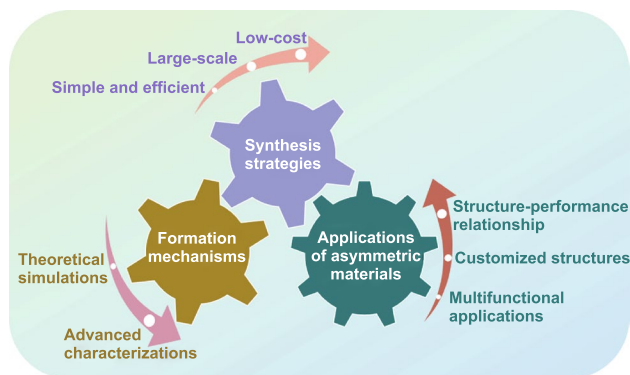 Low-cost
Large-scale
Simple and efficient
Synthesis
strategies
Formation
mechanisms
Theoretical
simulations
Advanced
characterizations
Applications
of asymmetric
materials
Structure-performance
relationship
Customized structures
Multifunctional
applications